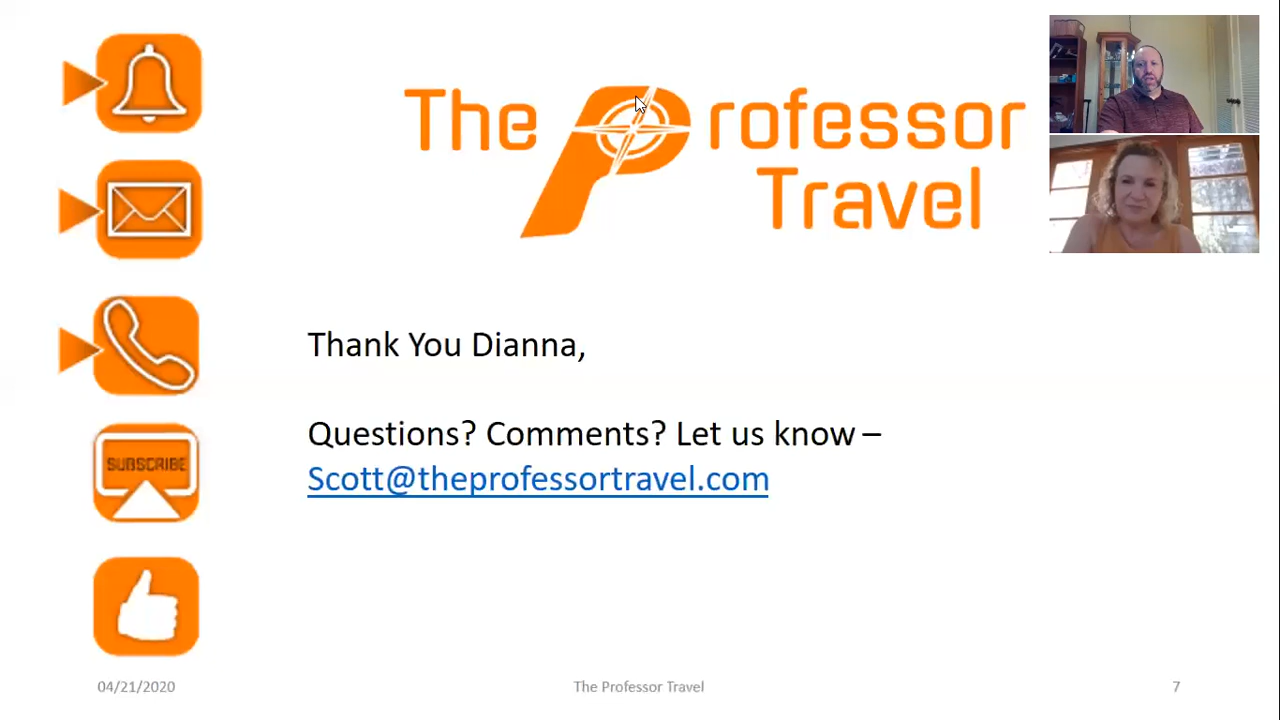 The Professor
Travel
SUBSCRIBE
Thank You Dianna,
Questions? Comments? Let us know –
Scott@theprofessortravel.com
04/21/2020
The Professor Travel
7